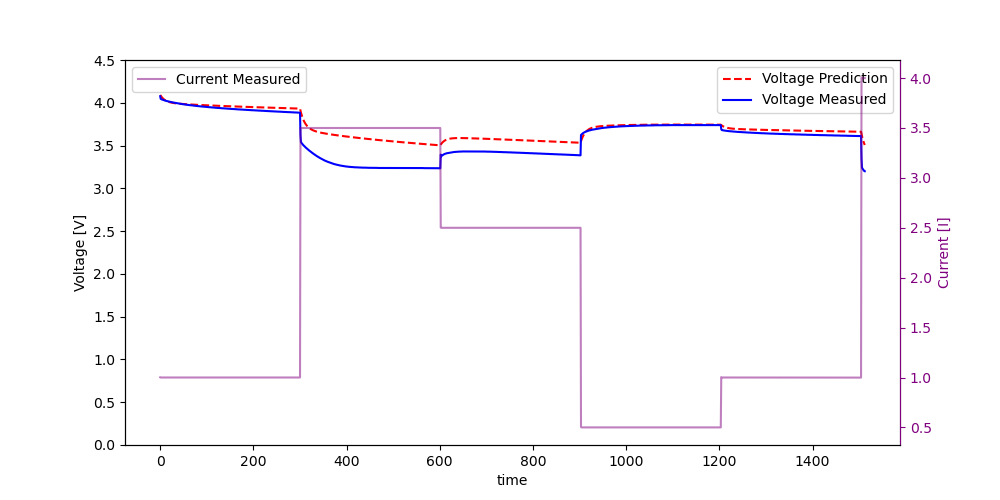 Current Measured
Voltage Prediction
Voltage Measured
4.5
4.0
3.5
3.0
2.5
2.0
1.5
1.0
0.5
0.0
Voltage [V]
4.0
3.5
3.0
2.5
2.0
1.5
1.0
0.5
Current [I]
0 200 400 600 800 1000 1200 1400
time